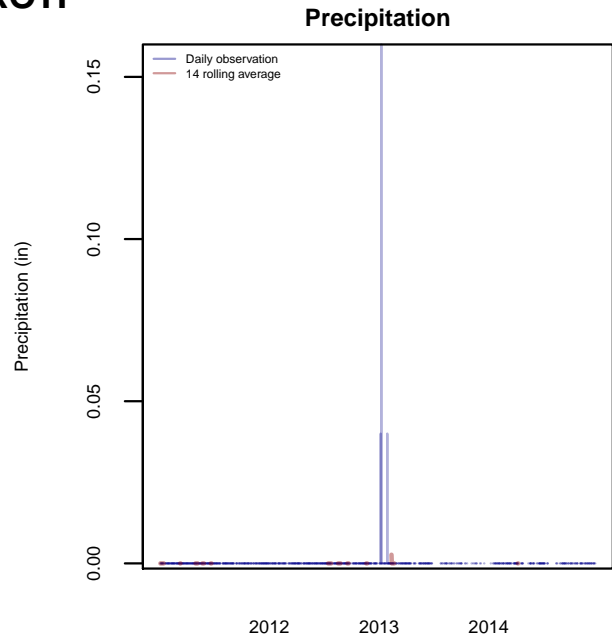 Precipitation
Daily observation
14 rolling average
Precipitation (in)
0.15
0.10
0.05
0.00
2012 2013 2014